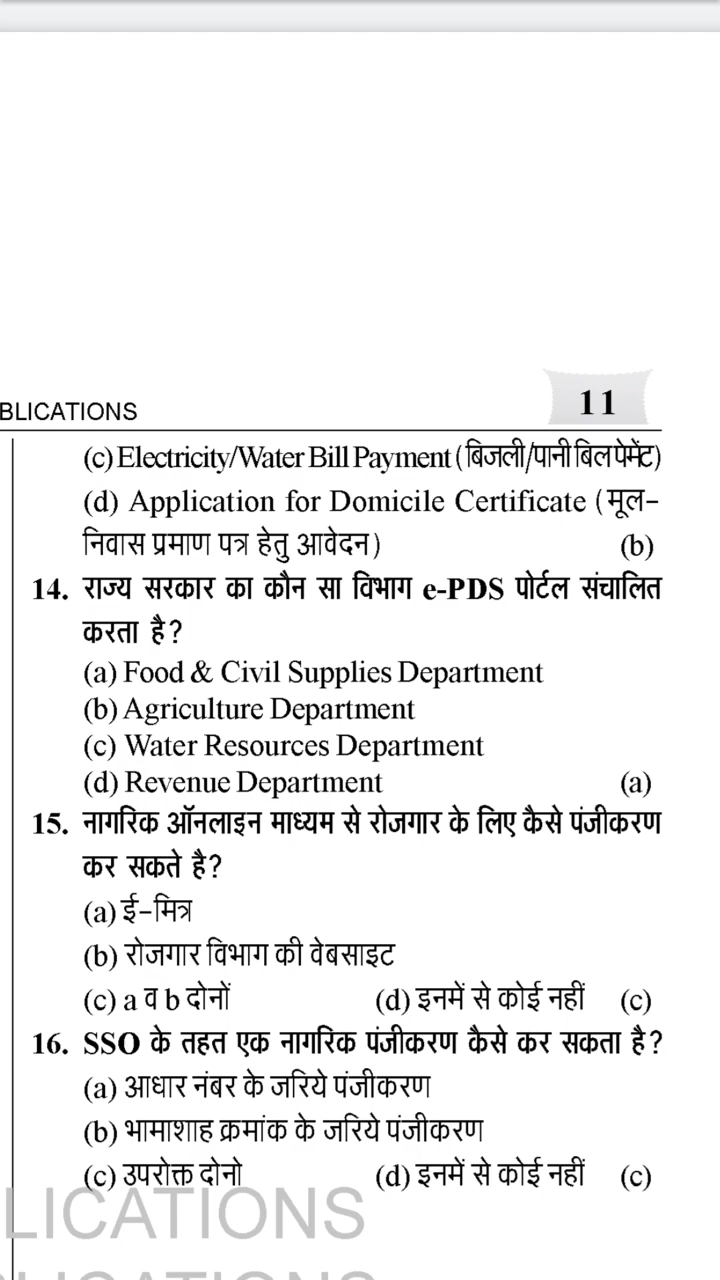 BLICATIONS 11
(c) Electricity/Water Bill Payment (बिजली/पानी बिल पेमेंट)
(d) Application for Domicile Certificate (मूल-
निवास प्रमाण पत्र हेतु आवेदन) (b)
14. राज्य सरकार का कौन सा विभाग e-PDS पोर्टल संचालित
करता है?
(a) Food & Civil Supplies Department
(b) Agriculture Department
(c) Water Resources Department
(d) Revenue Department (a)
15. नागरिक ऑनलाइन माध्यम से रोजगार के लिए कैसे पंजीकरण
कर सकते है?
(a) ई-मित्र
(b) रोजगार विभाग की वेबसाइट
(c) a व b दोनों (d) इनमें से कोई नहीं (c)
16. SSO के तहत एक नागरिक पंजीकरण कैसे कर सकता है?
(a) आधार नंबर के जरिये पंजीकरण
(b) भामाशाह क्रमांक के जरिये पंजीकरण
(c) उपरोक्त दोनो (d) इनमें से कोई नहीं (c)
LICATIONS